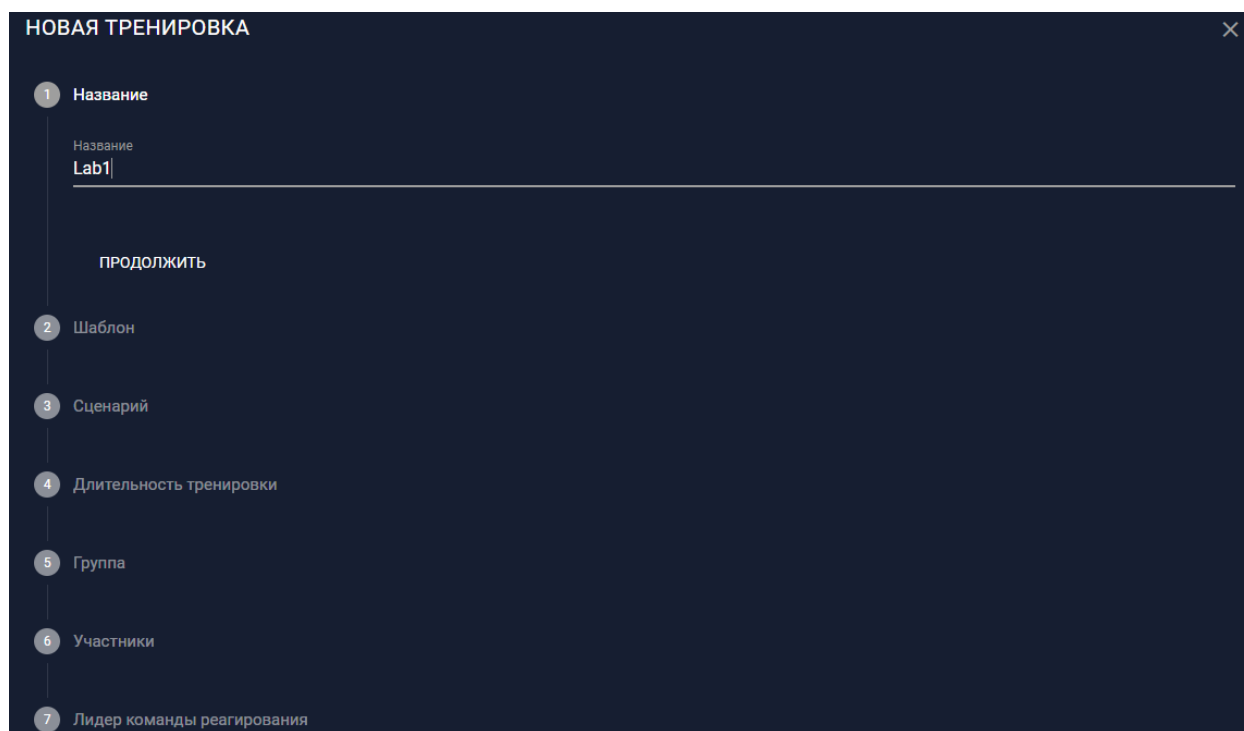 НОВАЯ ТРЕНИРОВКА
1 Название
Название
Lab1
ПРОДОЛЖИТЬ
2 Шаблон
3 Сценарий
4 Длительность тренировки
5 Группа
6 Участники
7 Лидер команды реагирования